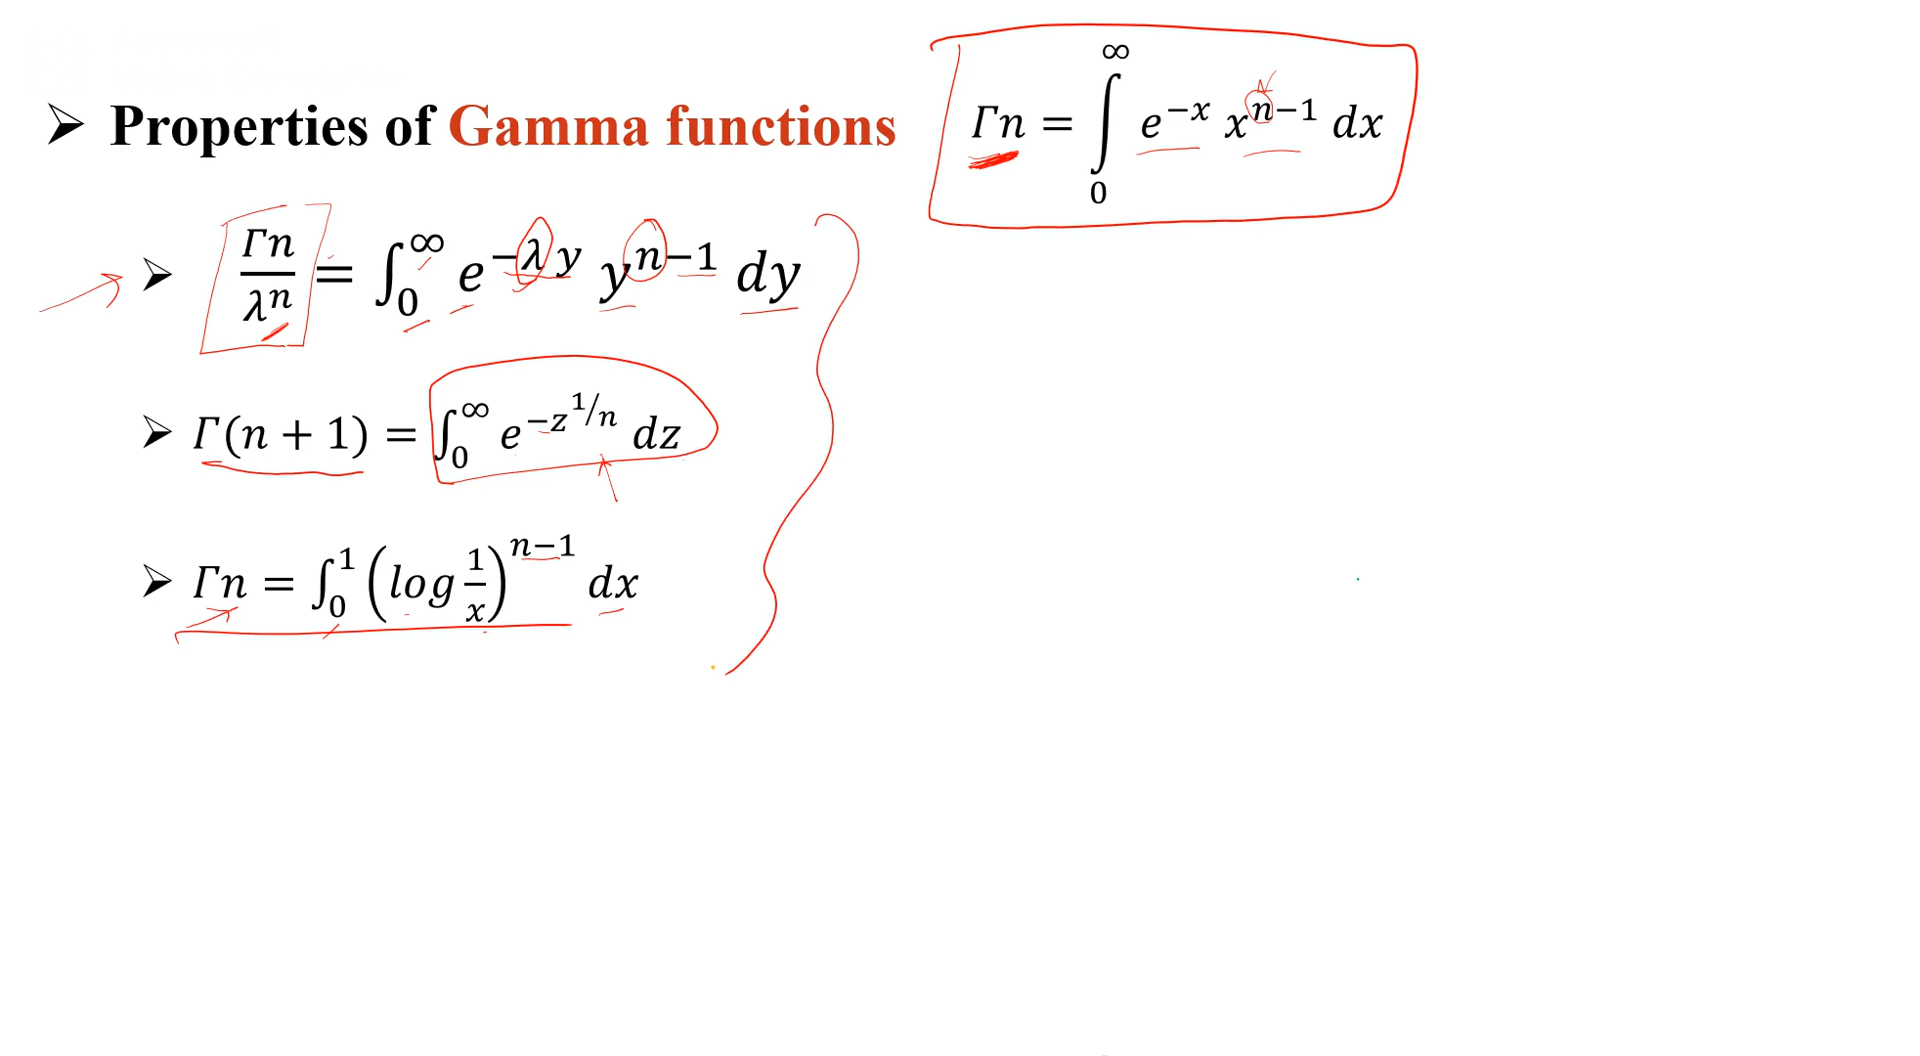 ➢ Properties of Gamma functions
Γn = ∫₀^∞ e^{−x} x^{n−1} dx
➢ Γn/λⁿ = ∫₀^∞ e^{−λy} y^{n−1} dy
➢ Γ(n + 1) = ∫₀^∞ e^{−z^{1/n}} dz
➢ Γn = ∫₀^1 (log 1/x)^{n−1} dx